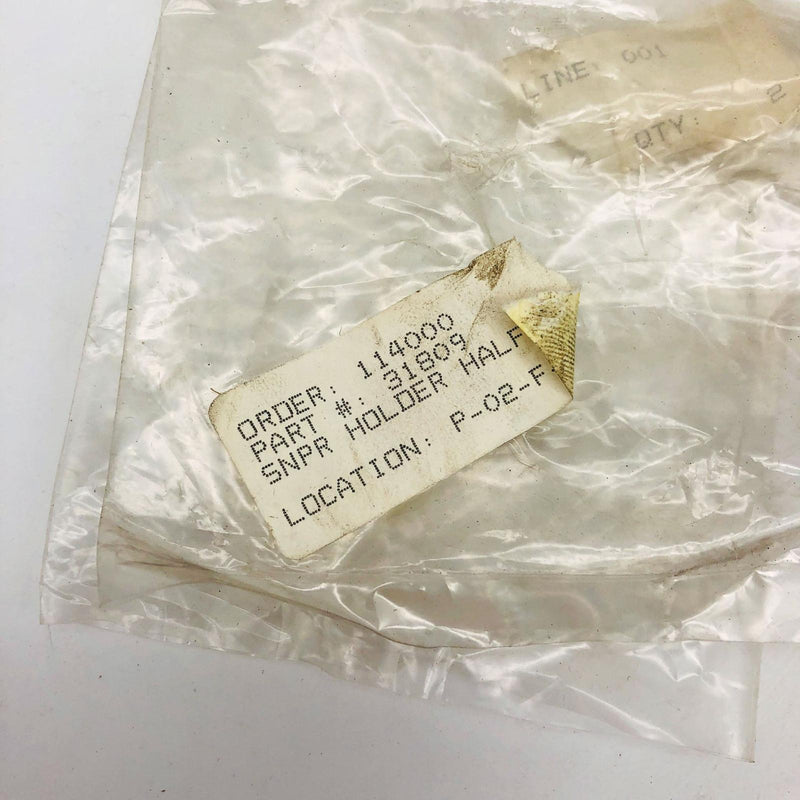 LINE: 001
QTY: 2
ORDER: 114000
PART #: 31809
SNPR HOLDER HALF
LOCATION: P-02-F